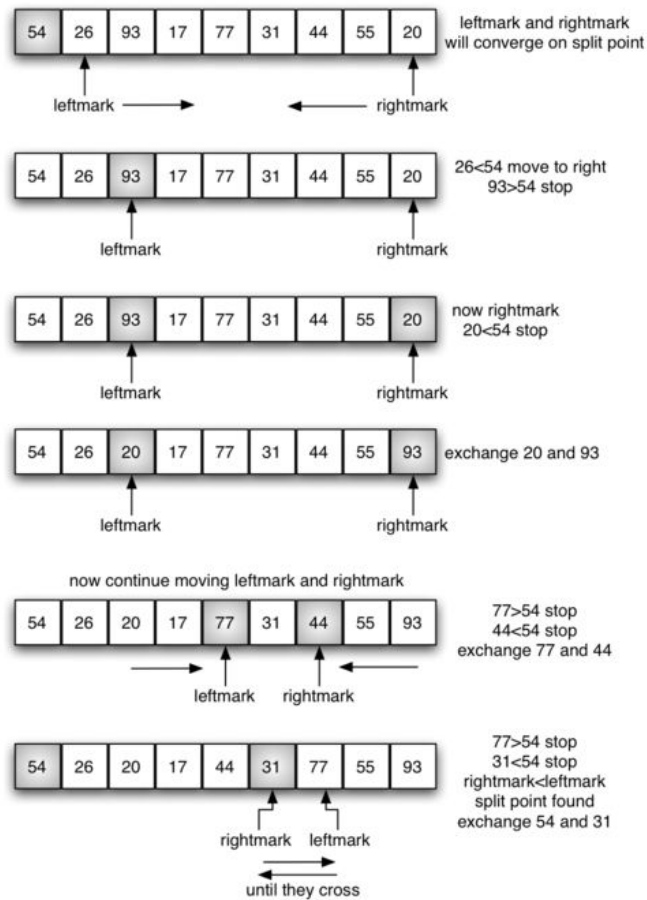 54 26 93 17 77 31 44 55 20
leftmark and rightmark
will converge on split point
leftmark rightmark
54 26 93 17 77 31 44 55 20
26<54 move to right
93>54 stop
leftmark rightmark
54 26 93 17 77 31 44 55 20
now rightmark
20<54 stop
leftmark rightmark
54 26 20 17 77 31 44 55 93
exchange 20 and 93
leftmark rightmark
now continue moving leftmark and rightmark
54 26 20 17 77 31 44 55 93
77>54 stop
44<54 stop
exchange 77 and 44
leftmark rightmark
54 26 20 17 44 31 77 55 93
77>54 stop
31<54 stop
rightmark<leftmark
split point found
exchange 54 and 31
rightmark leftmark
until they cross